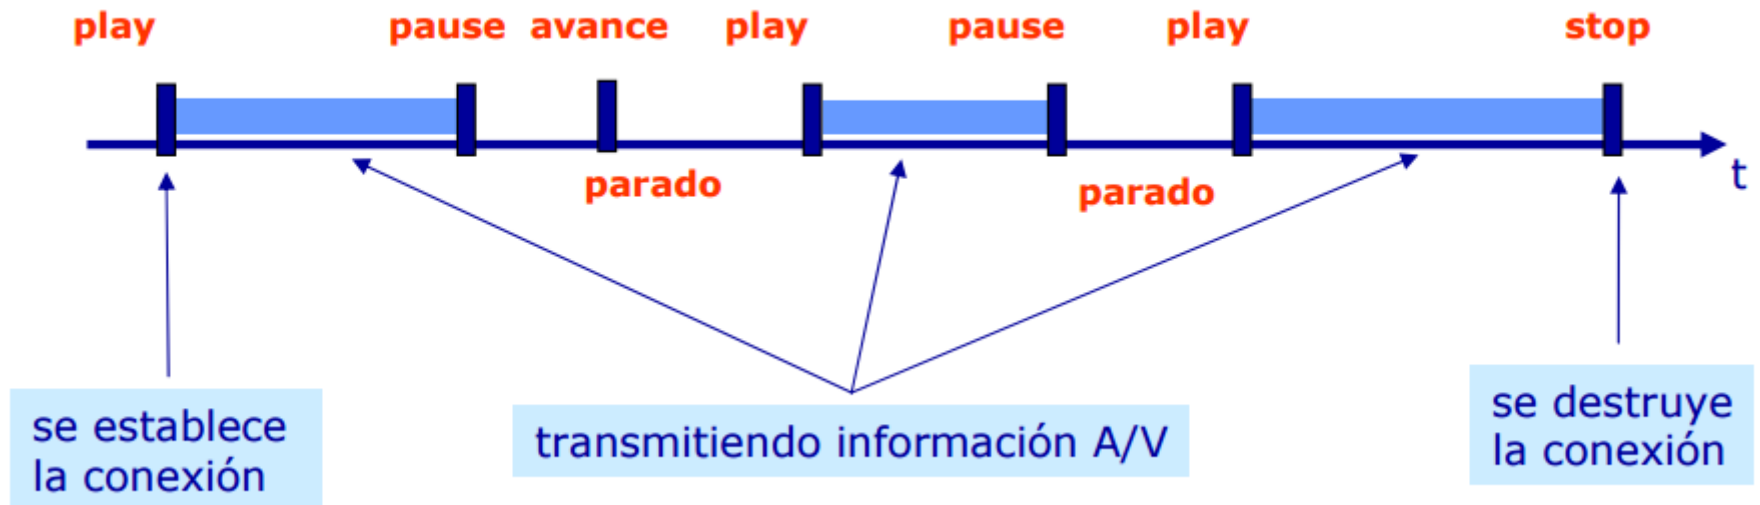 play pause avance play pause play stop
t
parado parado
se establece
la conexión
transmitiendo información A/V
se destruye
la conexión